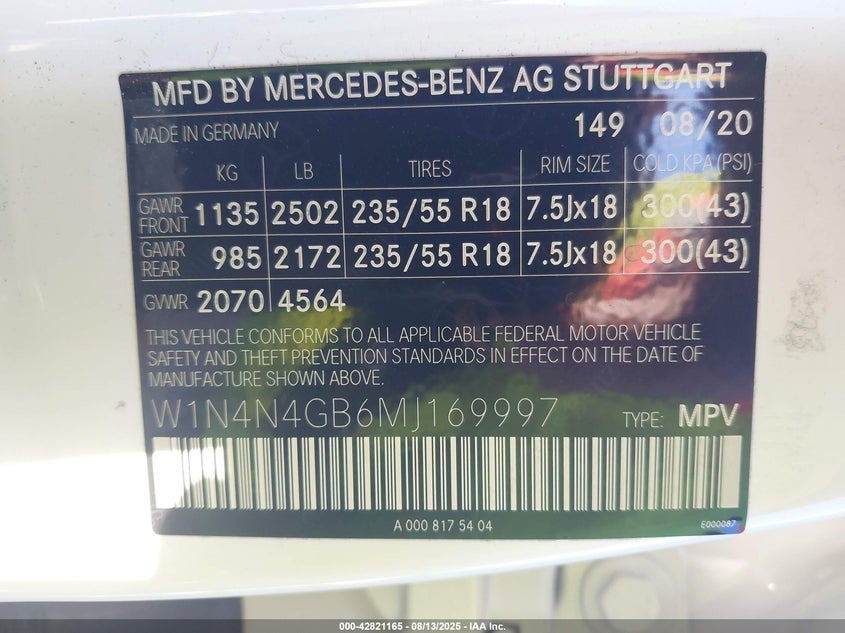 MFD BY MERCEDES-BENZ AG STUTTGART
MADE IN GERMANY 149 08/20
KG LB TIRES RIM SIZE COLD KPA (PSI)
GAWR FRONT 1135 2502 235/55 R18 7.5Jx18 300(43)
GAWR REAR 985 2172 235/55 R18 7.5Jx18 300(43)
GVWR 2070 4564
THIS VEHICLE CONFORMS TO ALL APPLICABLE FEDERAL MOTOR VEHICLE
SAFETY AND THEFT PREVENTION STANDARDS IN EFFECT ON THE DATE OF
MANUFACTURE SHOWN ABOVE.
W1N4N4GB6MJ169997 TYPE: MPV
A 000 817 54 04 E000087
000-42821165 - 08/13/2025 - IAA Inc.